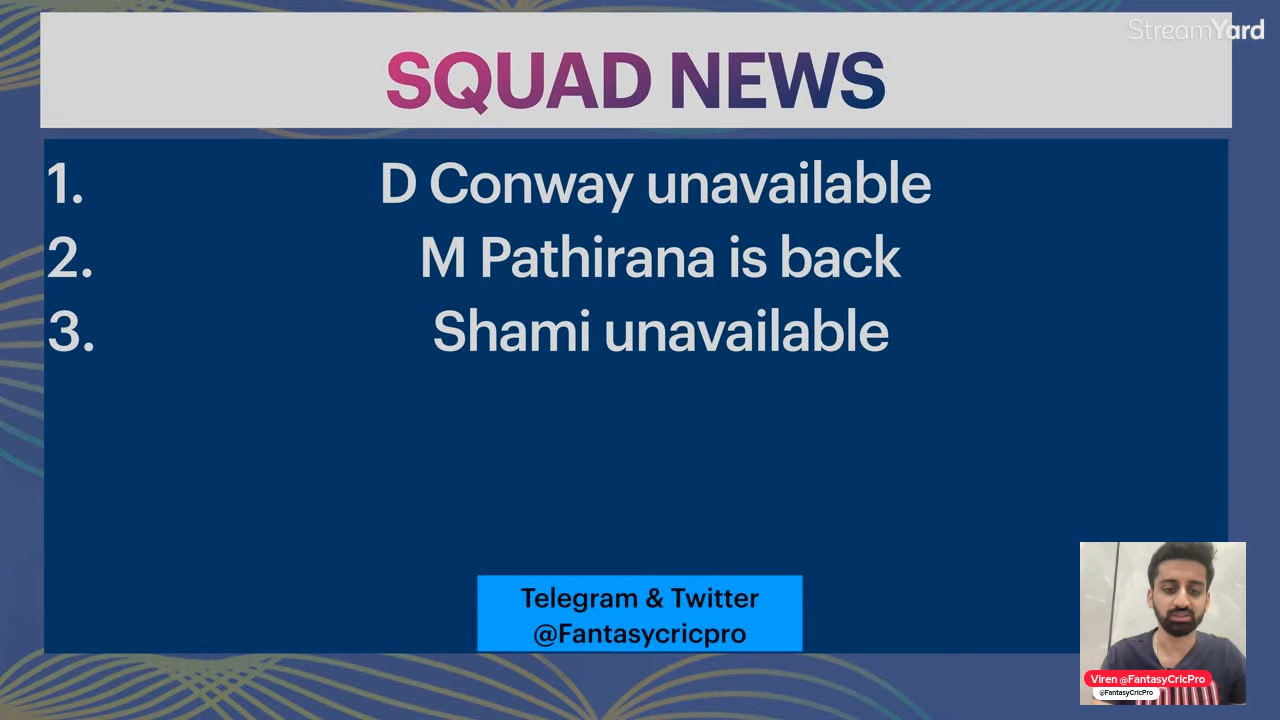 StreamYard
SQUAD NEWS
1. D Conway unavailable
2. M Pathirana is back
3. Shami unavailable
Telegram & Twitter
@Fantasycricpro
Viren @FantasyCricPro
@FantasyCricPro